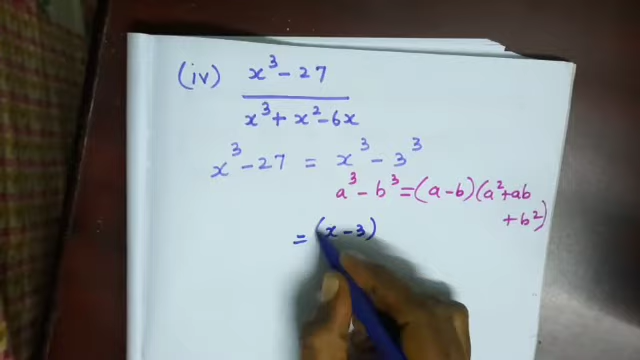 (iv) x³ - 27
x³ + x² - 6x
x³ - 27 = x³ - 3³
a³ - b³ = (a - b)(a² + ab
+ b²)
= (x - 3)